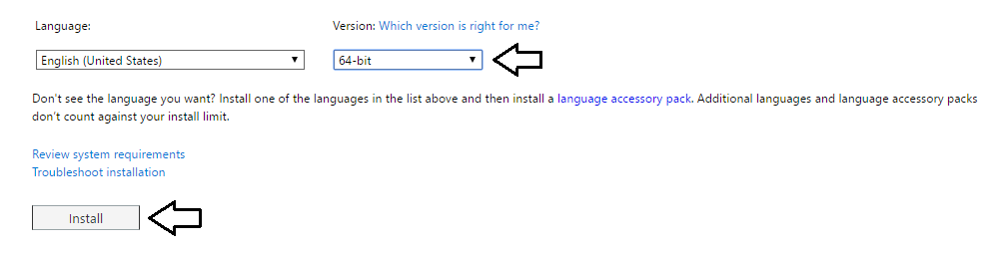 Language:
Version: Which version is right for me?
English (United States)
64-bit
Don't see the language you want? Install one of the languages in the list above and then install a language accessory pack. Additional languages and language accessory packs
don't count against your install limit.
Review system requirements
Troubleshoot installation
Install